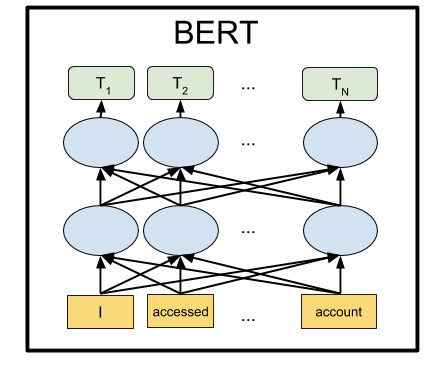 BERT
T1 T2 ... TN
...
...
I accessed ... account